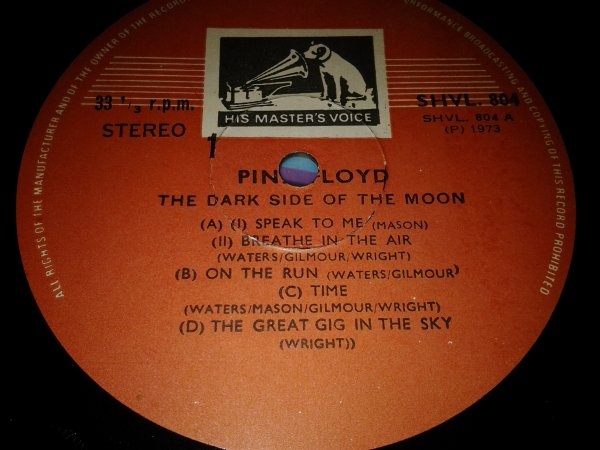 ALL RIGHTS OF THE MANUFACTURER AND OF THE OWNER OF THE RECORD
PERFORMANCE BROADCASTING AND COPYING OF THIS RECORD PROHIBITED
HIS MASTER'S VOICE
33 1/3 r.p.m.
STEREO
1
SHVL. 804
SHVL. 804 A
(P) 1973
PINK FLOYD
THE DARK SIDE OF THE MOON
(A) (I) SPEAK TO ME (MASON)
(II) BREATHE IN THE AIR
(WATERS/GILMOUR/WRIGHT)
(B) ON THE RUN (WATERS/GILMOUR)
(C) TIME
(WATERS/MASON/GILMOUR/WRIGHT)
(D) THE GREAT GIG IN THE SKY
(WRIGHT))